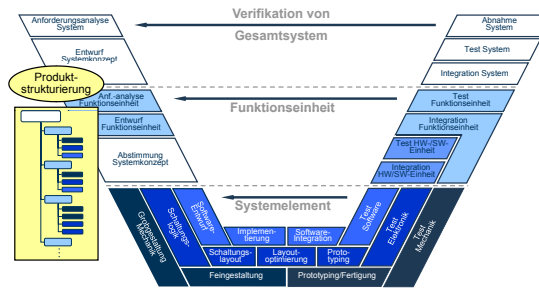 Anforderungsanalyse
System
Verifikation von
Gesamtsystem
Abnahme
System
Entwurf
Systemkonzept
Test System
Integration System
Produkt-
strukturierung
Anf.-analyse
Funktionseinheit
Funktionseinheit
Test
Funktionseinheit
Entwurf
Funktionseinheit
Integration
Funktionseinheit
Test HW-/SW-
Einheit
Abstimmung
Systemkonzept
Integration
HW/SW-Einheit
Systemelement
Grobgestaltung
Mechanik
Schaltungs-
logik
Software-
Entwurf
Implemen-
tierung
Software-
Integration
Test
Software
Test
Elektronik
Test
Mechanik
Schaltungs-
layout
Layout-
optimierung
Proto-
typing
Feingestaltung
Prototyping/Fertigung